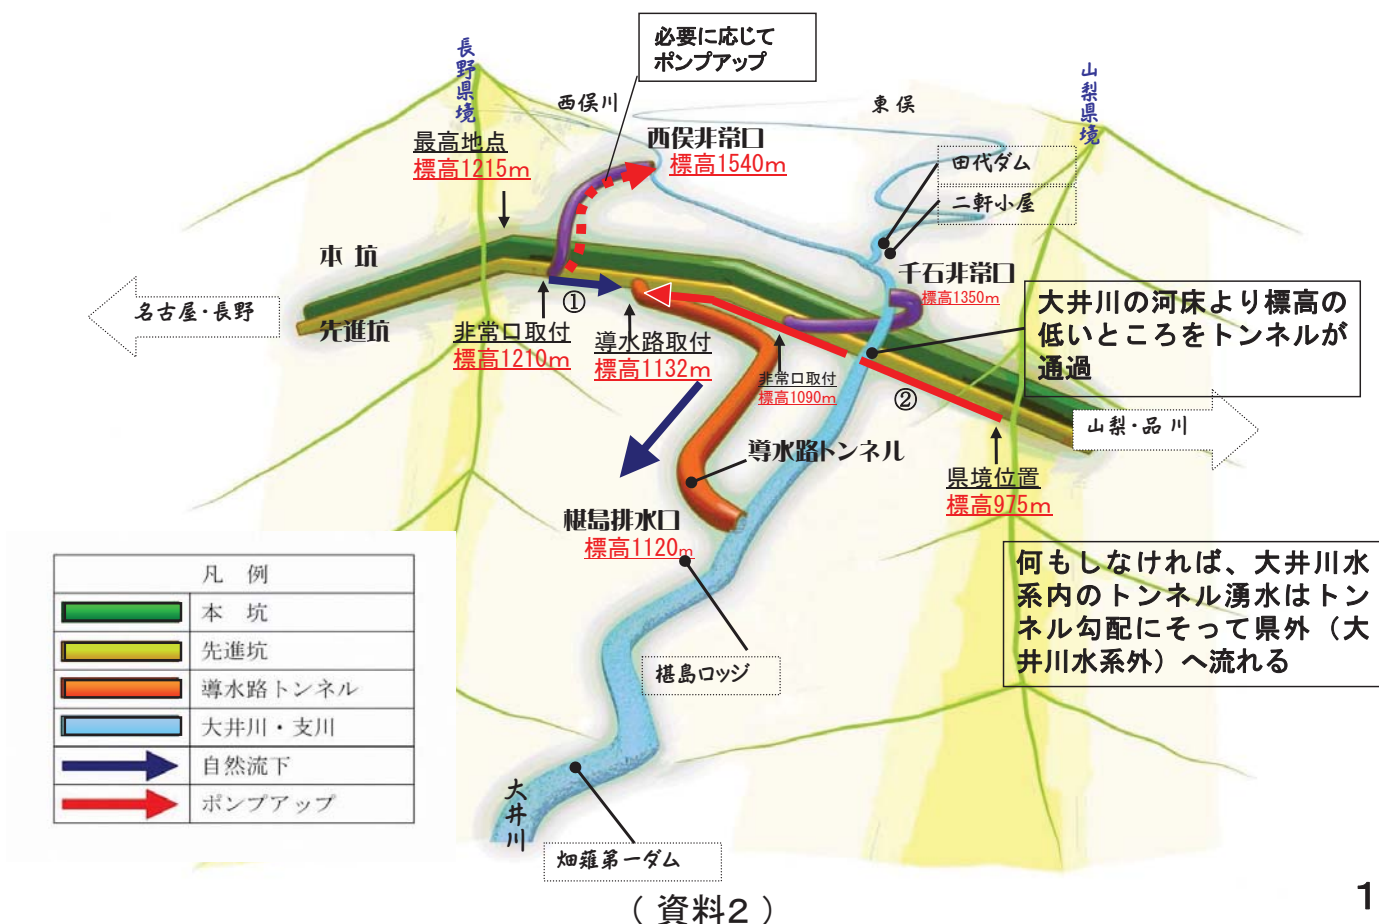 必要に応じて
ポンプアップ
長野県境
西俣川
東俣
山梨県境
最高地点
標高1215m
西俣非常口
標高1540m
田代ダム
二軒小屋
本 坑
千石非常口
標高1350m
名古屋・長野
先進坑
①
大井川の河床より標高の
低いところをトンネルが
通過
非常口取付
標高1210m
導水路取付
標高1132m
非常口取付
標高1090m
②
山梨・品川
導水路トンネル
県境位置
標高975m
椹島排水口
標高1120m
何もしなければ、大井川水
系内のトンネル湧水はトン
ネル勾配にそって県外（大
井川水系外）へ流れる
凡 例
本 坑
先進坑
導水路トンネル
大井川・支川
自然流下
ポンプアップ
椹島ロッジ
大井川
畑薙第一ダム
（資料2）
1